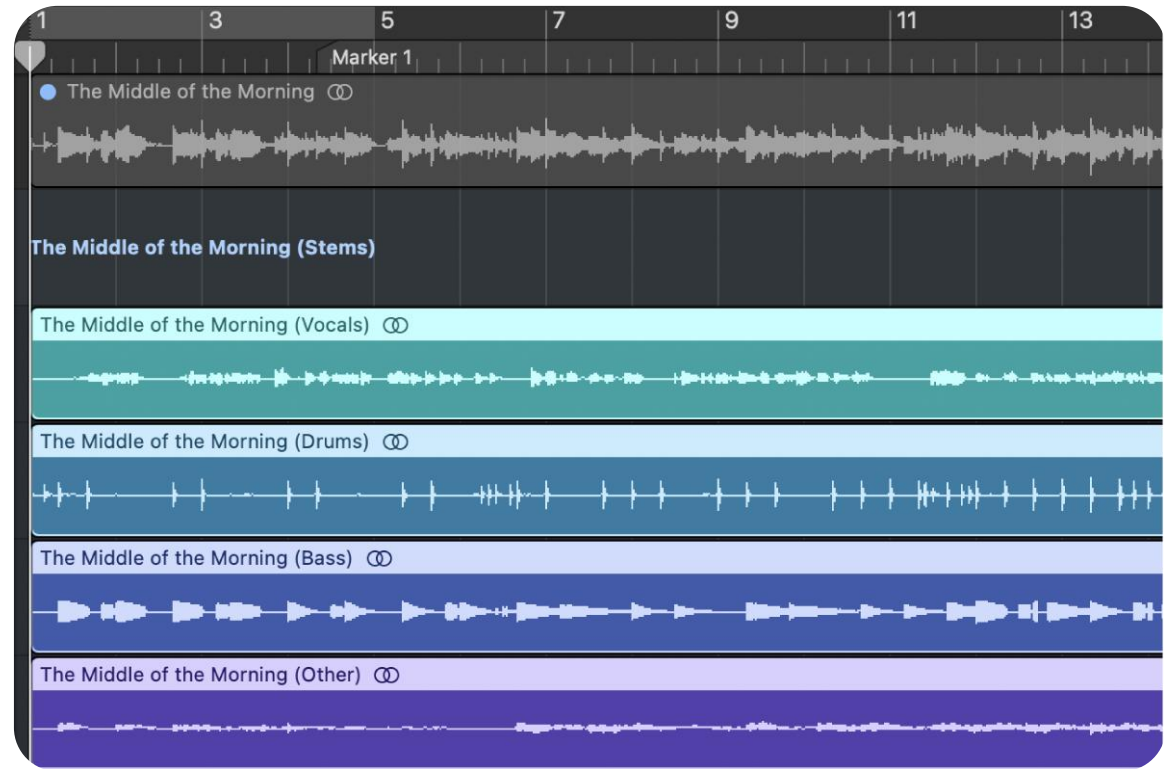 1 3 5 7 9 11 13
Marker 1
The Middle of the Morning
The Middle of the Morning (Stems)
The Middle of the Morning (Vocals)
The Middle of the Morning (Drums)
The Middle of the Morning (Bass)
The Middle of the Morning (Other)